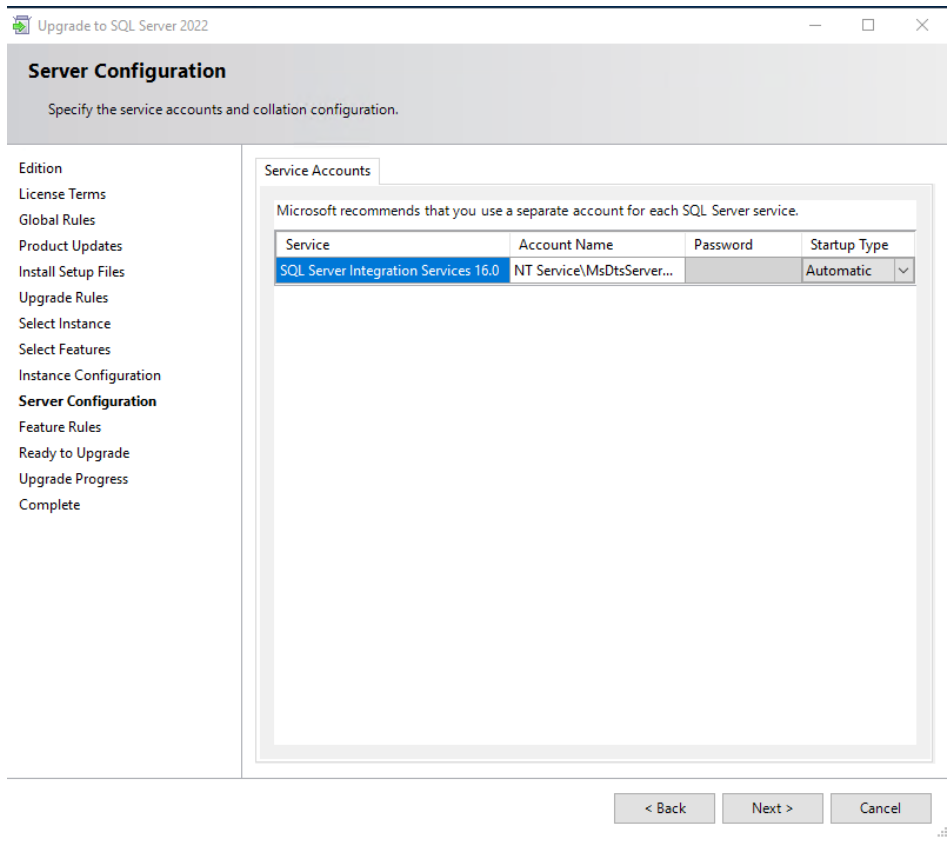 Upgrade to SQL Server 2022
Server Configuration
Specify the service accounts and collation configuration.
Edition
License Terms
Global Rules
Product Updates
Install Setup Files
Upgrade Rules
Select Instance
Select Features
Instance Configuration
Server Configuration
Feature Rules
Ready to Upgrade
Upgrade Progress
Complete
Service Accounts
Microsoft recommends that you use a separate account for each SQL Server service.
Service Account Name Password Startup Type
SQL Server Integration Services 16.0 NT Service\MsDtsServer... Automatic
< Back Next > Cancel